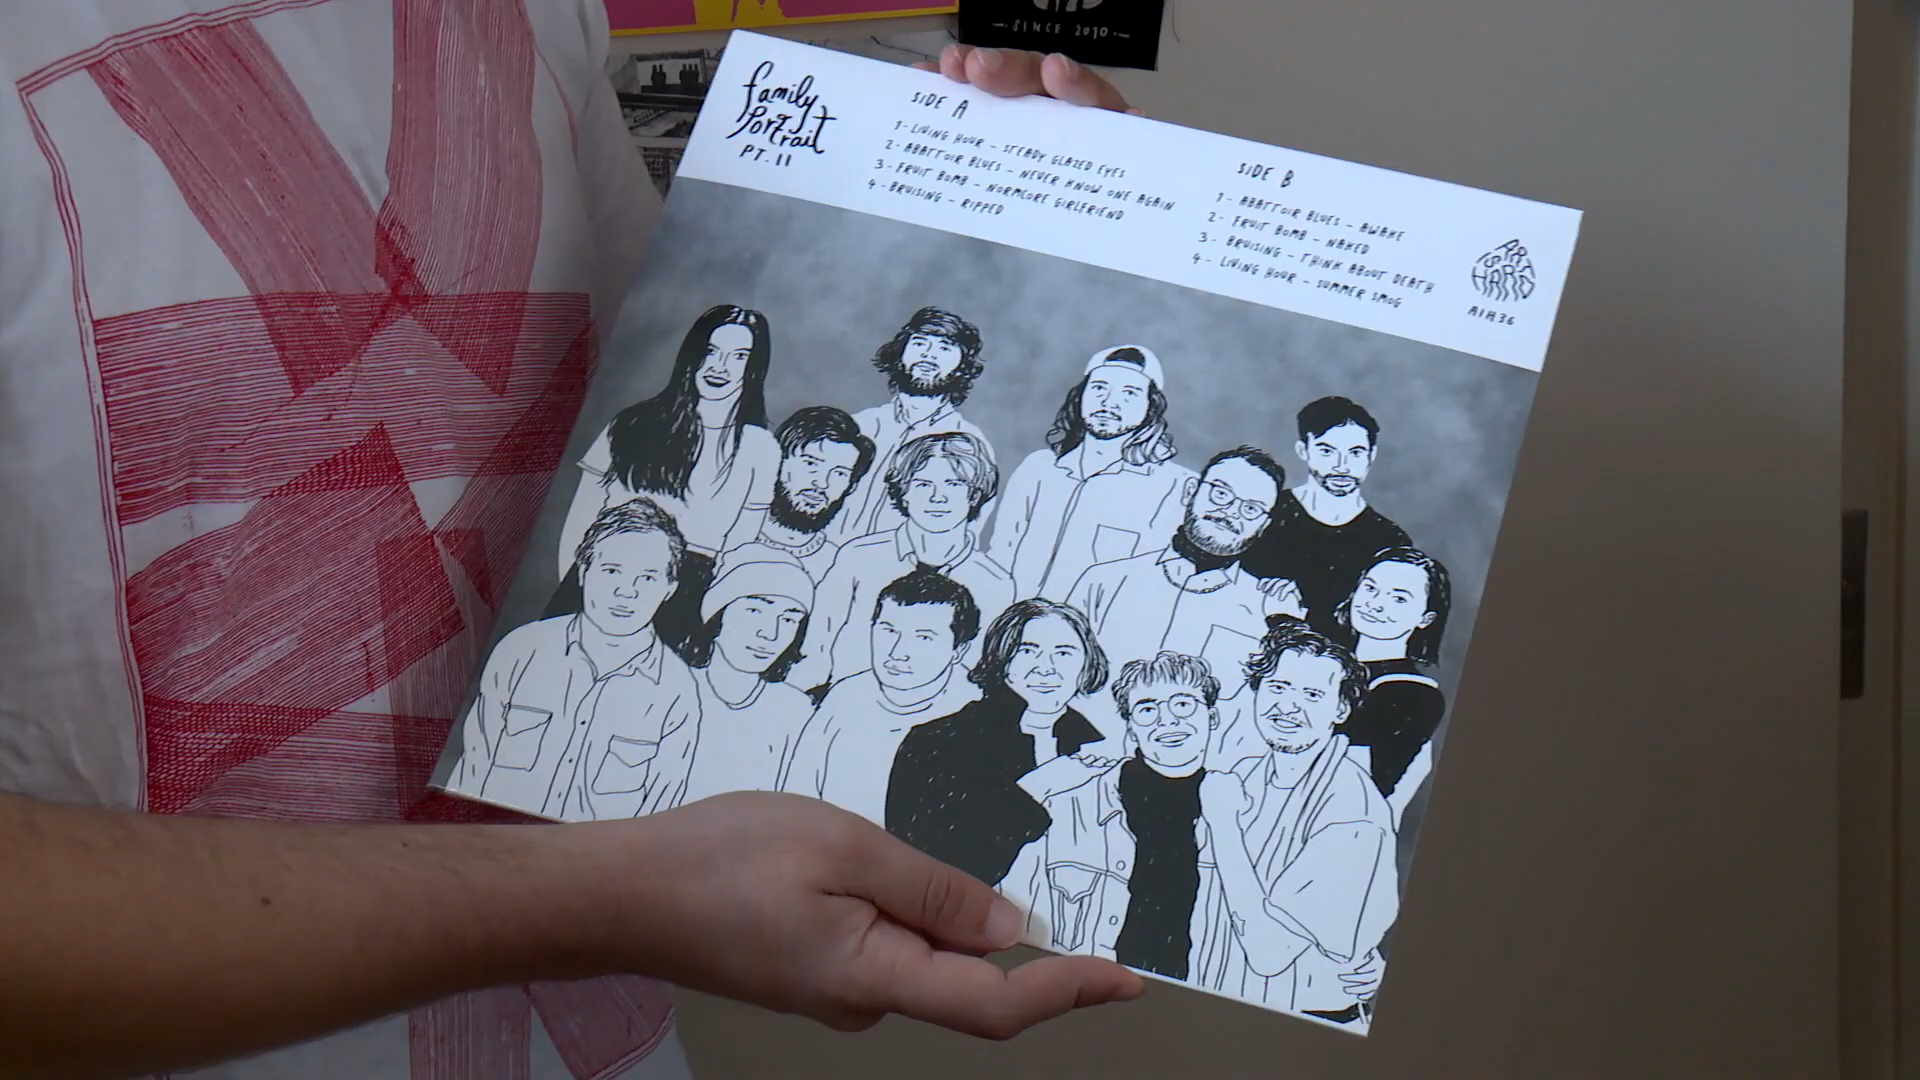 - SINCE 2010 -
family
Portrait
PT. II
SIDE A
1 - LIVING HOUR - STEADY GLAZED EYES
2 - ABATTOIR BLUES - NEVER KNOW ONE AGAIN
3 - FRUIT BOMB - NORMCORE GIRLFRIEND
4 - BRUISING - RIPPED
SIDE B
1 - ABATTOIR BLUES - AWAKE
2 - FRUIT BOMB - NAKED
3 - BRUISING - THINK ABOUT DEATH
4 - LIVING HOUR - SUMMER SMOG
ART
IS
HARD
AIH36